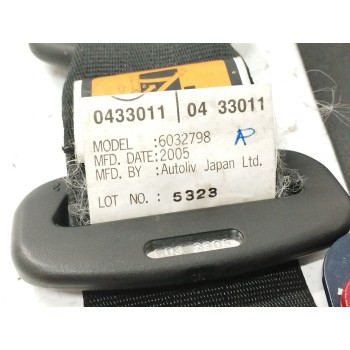 0433011 | 04 33011
MODEL :6032798
MFD. DATE:2005
MFD. BY :Autoliv Japan Ltd.
LOT NO. : 5323